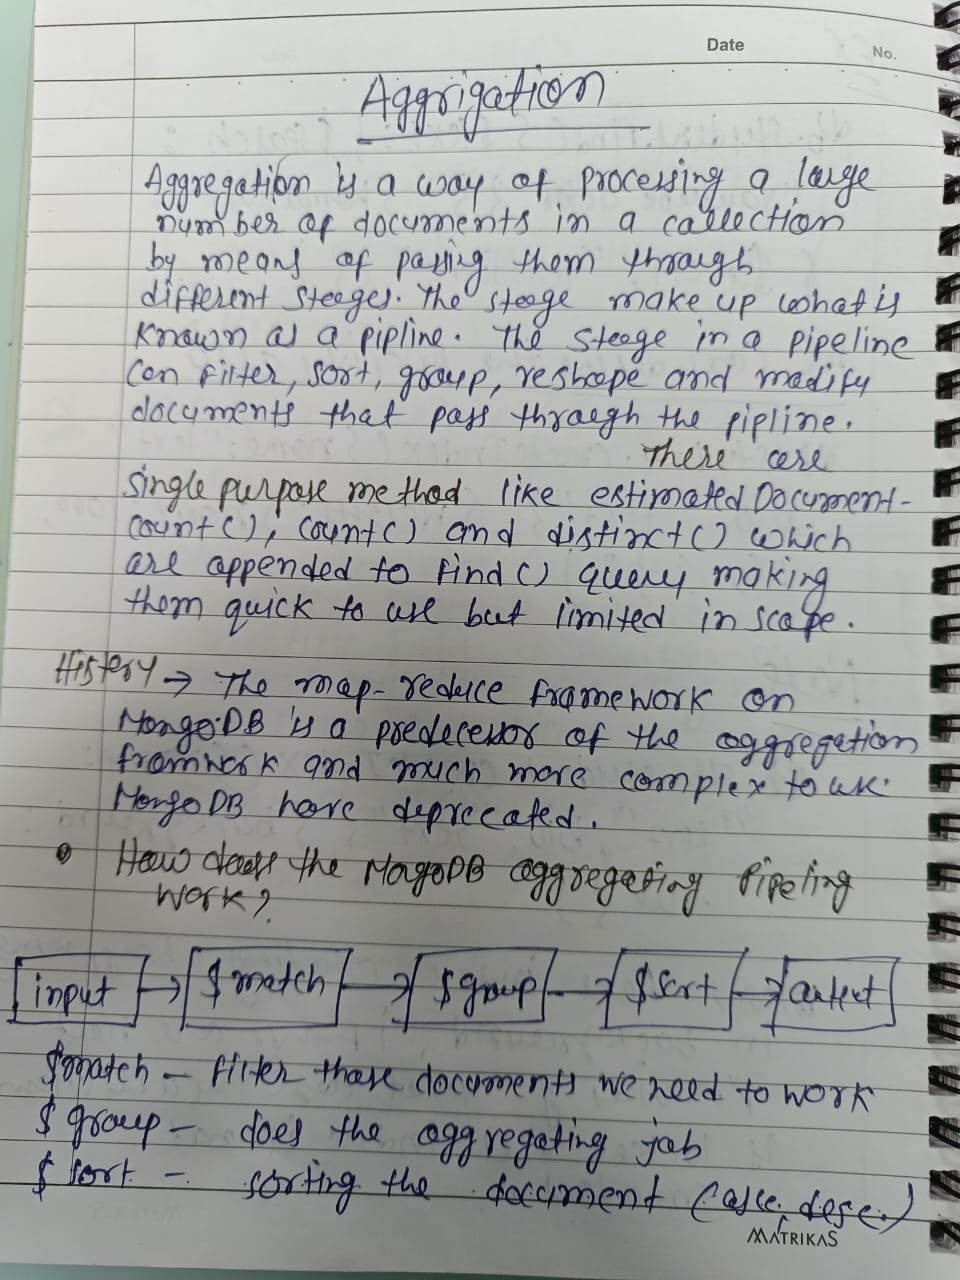 Date
No.
Aggrigation
Aggregation is a way of processing a large
number of documents in a collection
by means of passing them through
different steeges. The steege make up what is
known as a pipline. The steege in a pipeline
can filter, sort, group, reshape and modify
documents that pass through the pipline.
There are
single purpose method like estimated Document-
count(), count() and distinct() which
are appended to find() query making
them quick to use but limited in scope.
History → The map-reduce framework on
MongoDB is a predecessor of the aggregation
framwork and much more complex to use.
MongoDB have deprecated.
How does the MagoDB aggregating Pipeling
work?
input → $match → $group → $sort → output
$match – filter those documents we need to work
$ group – does the aggregating job
$ sort – sorting the document (asce. desc.)
MATRIKAS